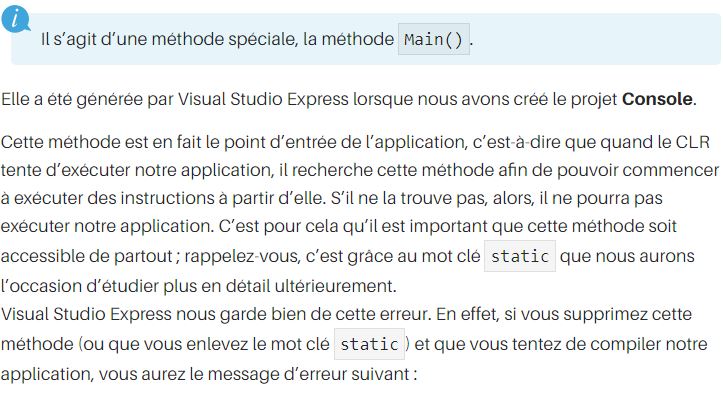 Il s’agit d’une méthode spéciale, la méthode Main().
Elle a été générée par Visual Studio Express lorsque nous avons créé le projet Console.
Cette méthode est en fait le point d’entrée de l’application, c’est-à-dire que quand le CLR
tente d’exécuter notre application, il recherche cette méthode afin de pouvoir commencer
à exécuter des instructions à partir d’elle. S’il ne la trouve pas, alors, il ne pourra pas
exécuter notre application. C’est pour cela qu’il est important que cette méthode soit
accessible de partout ; rappelez-vous, c’est grâce au mot clé static que nous aurons
l’occasion d’étudier plus en détail ultérieurement.
Visual Studio Express nous garde bien de cette erreur. En effet, si vous supprimez cette
méthode (ou que vous enlevez le mot clé static) et que vous tentez de compiler notre
application, vous aurez le message d’erreur suivant :